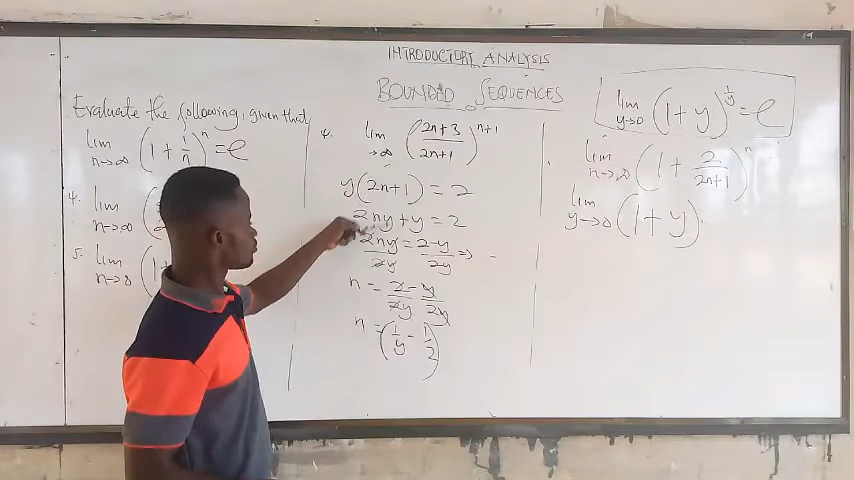 INTRODUCTORY ANALYSIS
BOUNDED SEQUENCES
Evaluate the following, given that
lim n→∞ (1 + 1/n)^n = e
4. lim n→∞ (2
5. lim n→∞ (1+
4. lim →∞ ((2n+3)/(2n+1))^(n+1)
y(2n+1) = 2
2ny + y = 2
2ny/2y = (2-y)/2y ⇒ -
n = 2/2y - y/2y
n = (1/y - 1/2)
lim y→0 (1+y)^(1/y) = e
lim n→∞ (1 + 2/(2n+1))^n
lim y→0 (1+y)